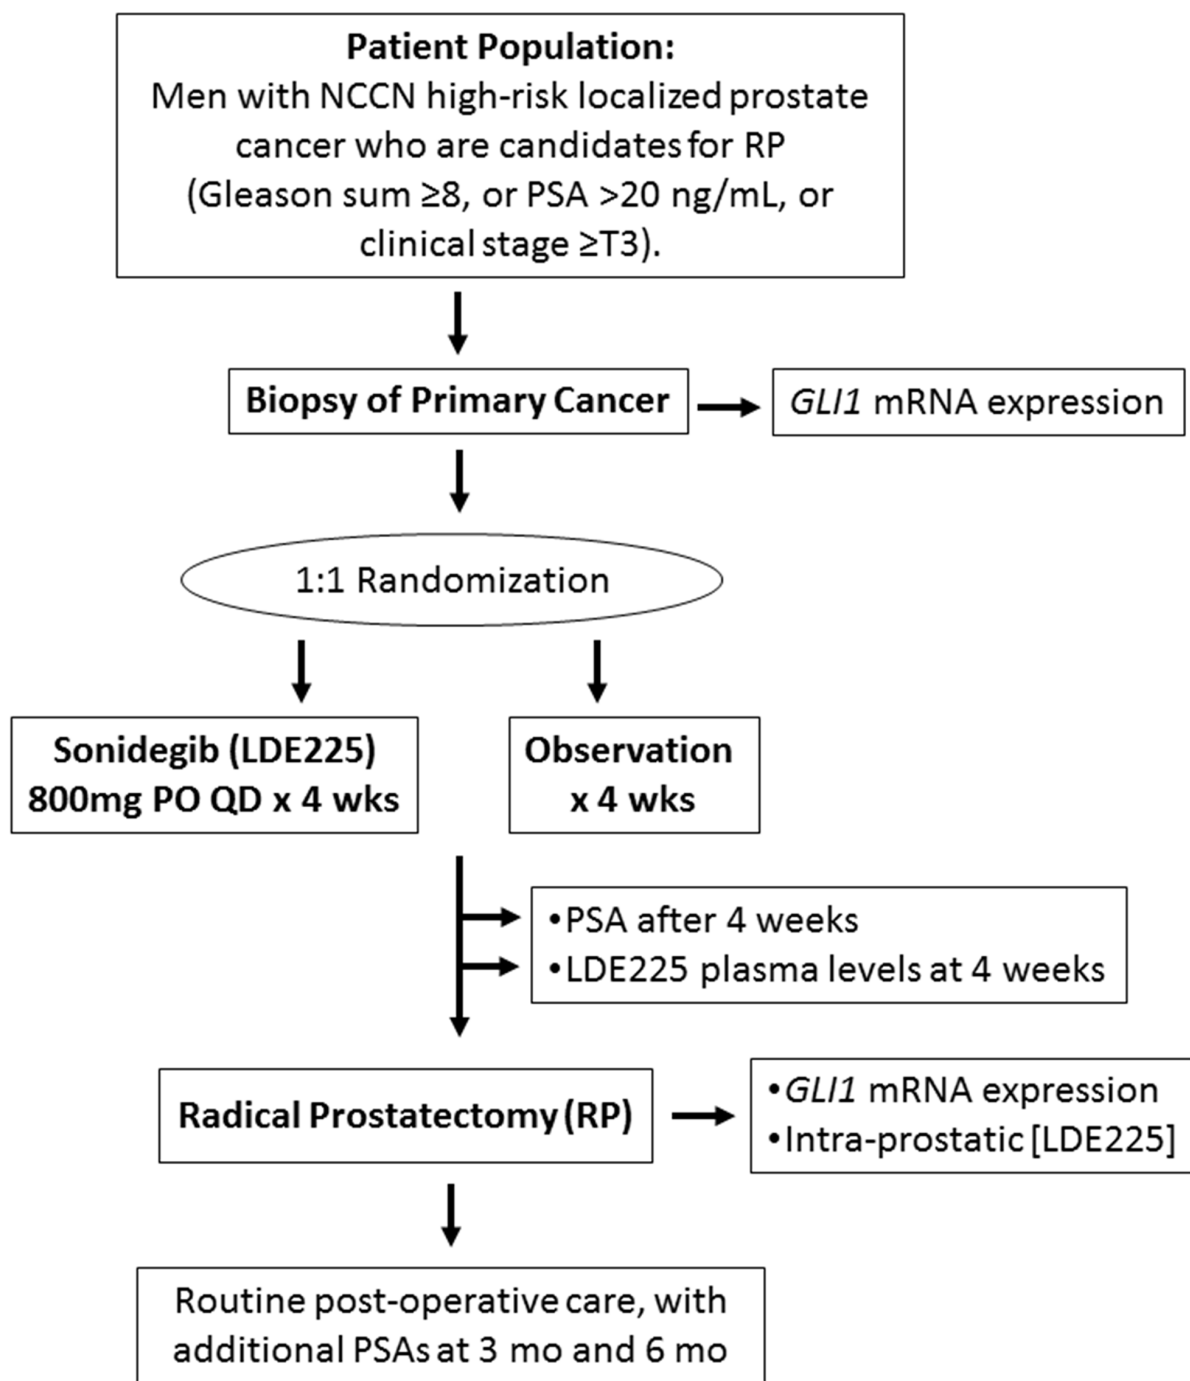 Patient Population:
Men with NCCN high-risk localized prostate
cancer who are candidates for RP
(Gleason sum ≥8, or PSA >20 ng/mL, or
clinical stage ≥T3).
Biopsy of Primary Cancer
GLI1 mRNA expression
1:1 Randomization
Sonidegib (LDE225)
800mg PO QD x 4 wks
Observation
x 4 wks
•PSA after 4 weeks
•LDE225 plasma levels at 4 weeks
Radical Prostatectomy (RP)
•GLI1 mRNA expression
•Intra-prostatic [LDE225]
Routine post-operative care, with
additional PSAs at 3 mo and 6 mo